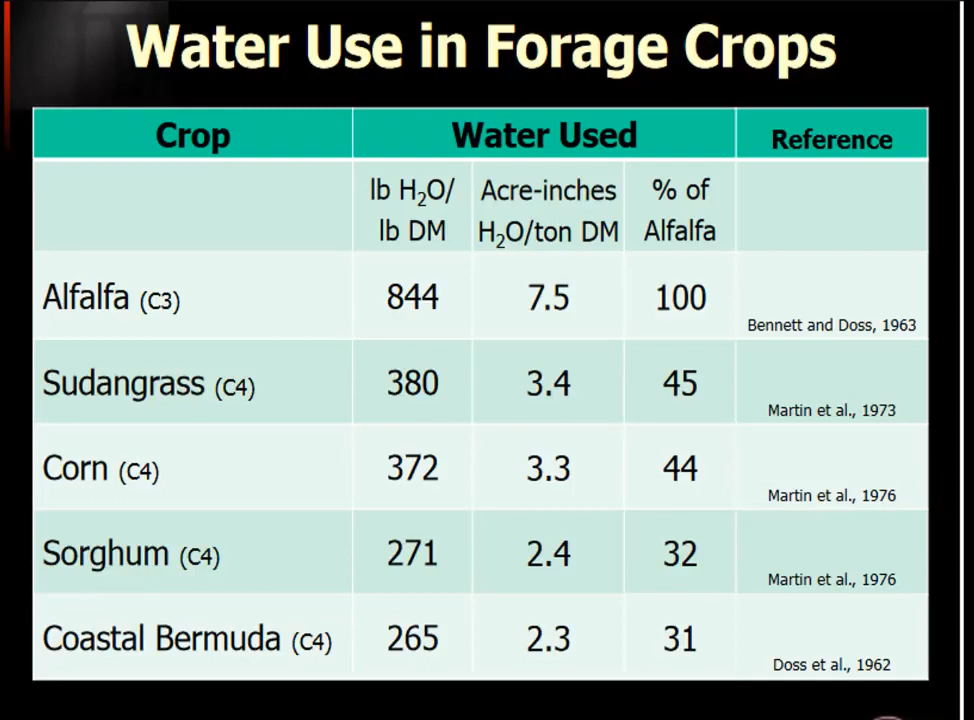 Water Use in Forage Crops
Crop Water Used Reference
lb H₂O/ Acre-inches % of
lb DM H₂O/ton DM Alfalfa
Alfalfa (C3) 844 7.5 100 Bennett and Doss, 1963
Sudangrass (C4) 380 3.4 45 Martin et al., 1973
Corn (C4) 372 3.3 44 Martin et al., 1976
Sorghum (C4) 271 2.4 32 Martin et al., 1976
Coastal Bermuda (C4) 265 2.3 31 Doss et al., 1962